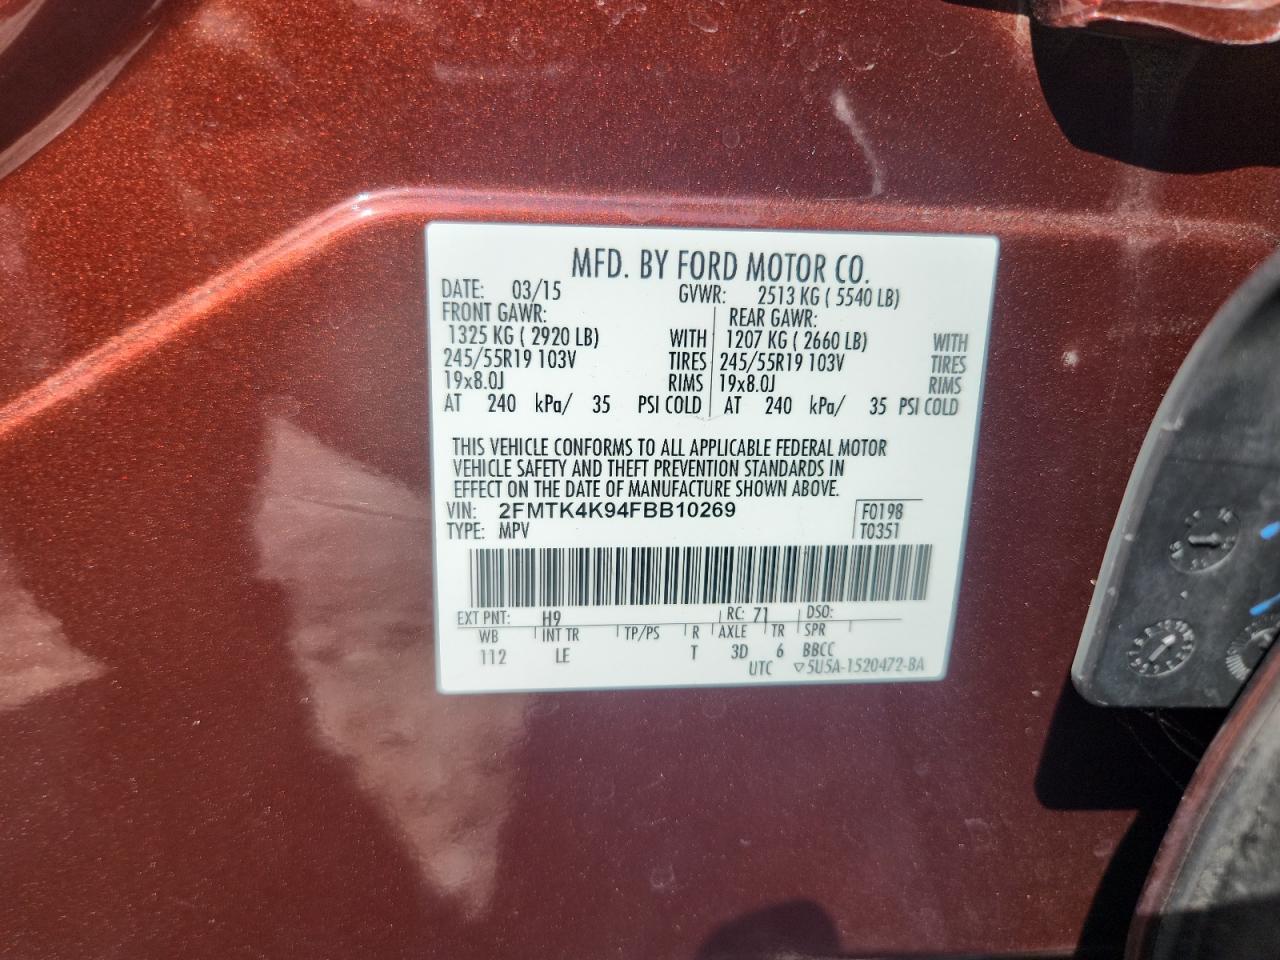 MFD. BY FORD MOTOR CO.
DATE: 03/15 GVWR: 2513 KG ( 5540 LB)
FRONT GAWR: REAR GAWR:
1325 KG ( 2920 LB) WITH 1207 KG ( 2660 LB) WITH
245/55R19 103V TIRES 245/55R19 103V TIRES
19x8.0J RIMS 19x8.0J RIMS
AT 240 kPa/ 35 PSI COLD AT 240 kPa/ 35 PSI COLD
THIS VEHICLE CONFORMS TO ALL APPLICABLE FEDERAL MOTOR
VEHICLE SAFETY AND THEFT PREVENTION STANDARDS IN
EFFECT ON THE DATE OF MANUFACTURE SHOWN ABOVE.
VIN: 2FMTK4K94FBB10269 F0198
TYPE: MPV T0351
EXT PNT: H9 RC: 71 DSO:
WB INT TR TP/PS R AXLE TR SPR
112 LE T 3D 6 BBCC
UTC ▽5U5A-1520472-BA